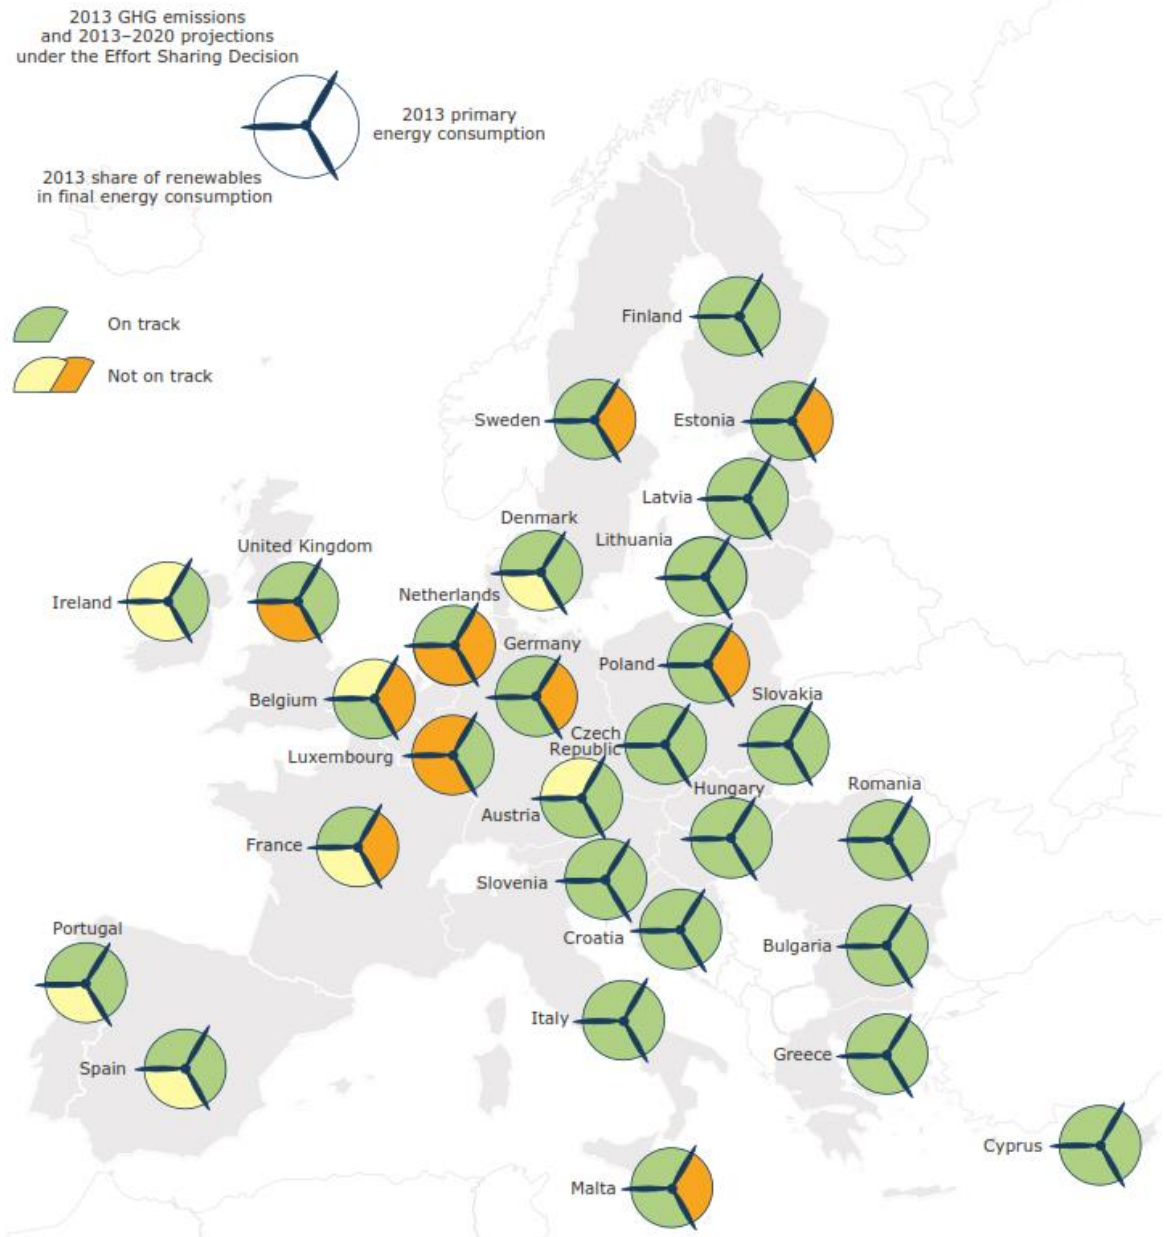 2013 GHG emissions
and 2013–2020 projections
under the Effort Sharing Decision
2013 primary
energy consumption
2013 share of renewables
in final energy consumption
On track
Not on track
Finland
Sweden
Estonia
Latvia
Denmark
Lithuania
United Kingdom
Ireland
Netherlands
Germany
Poland
Belgium
Slovakia
Czech
Republic
Luxembourg
Hungary
Romania
Austria
France
Slovenia
Portugal
Croatia
Bulgaria
Italy
Spain
Greece
Cyprus
Malta